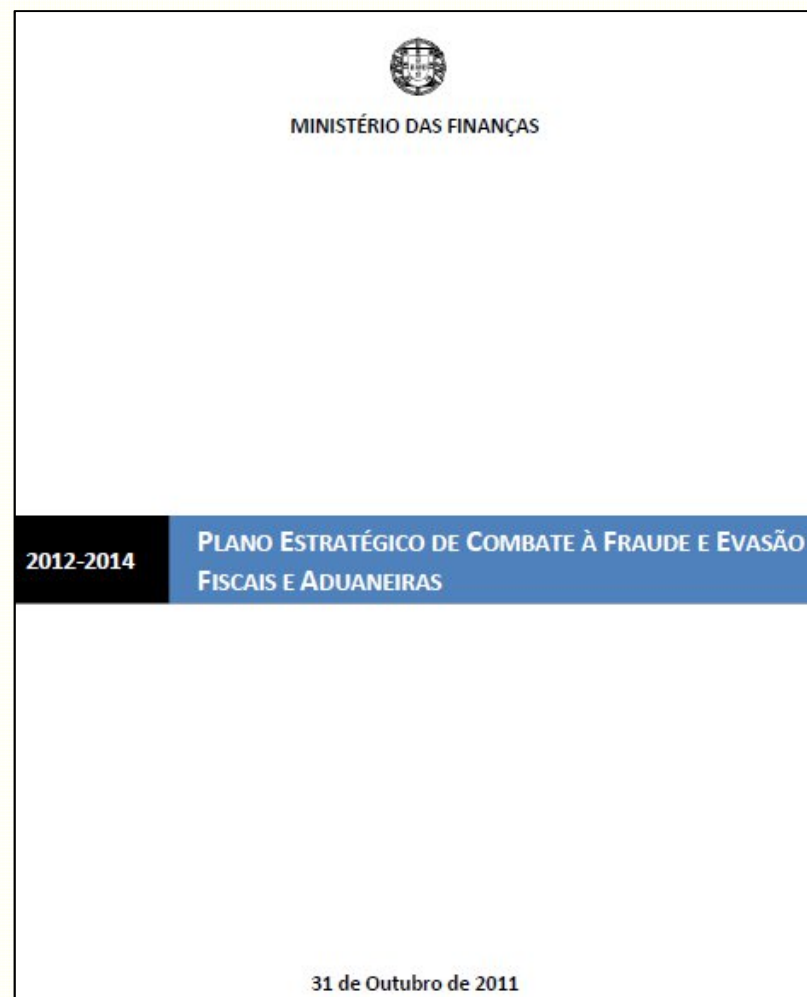 MINISTÉRIO DAS FINANÇAS
2012-2014
PLANO ESTRATÉGICO DE COMBATE À FRAUDE E EVASÃO
FISCAIS E ADUANEIRAS
31 de Outubro de 2011